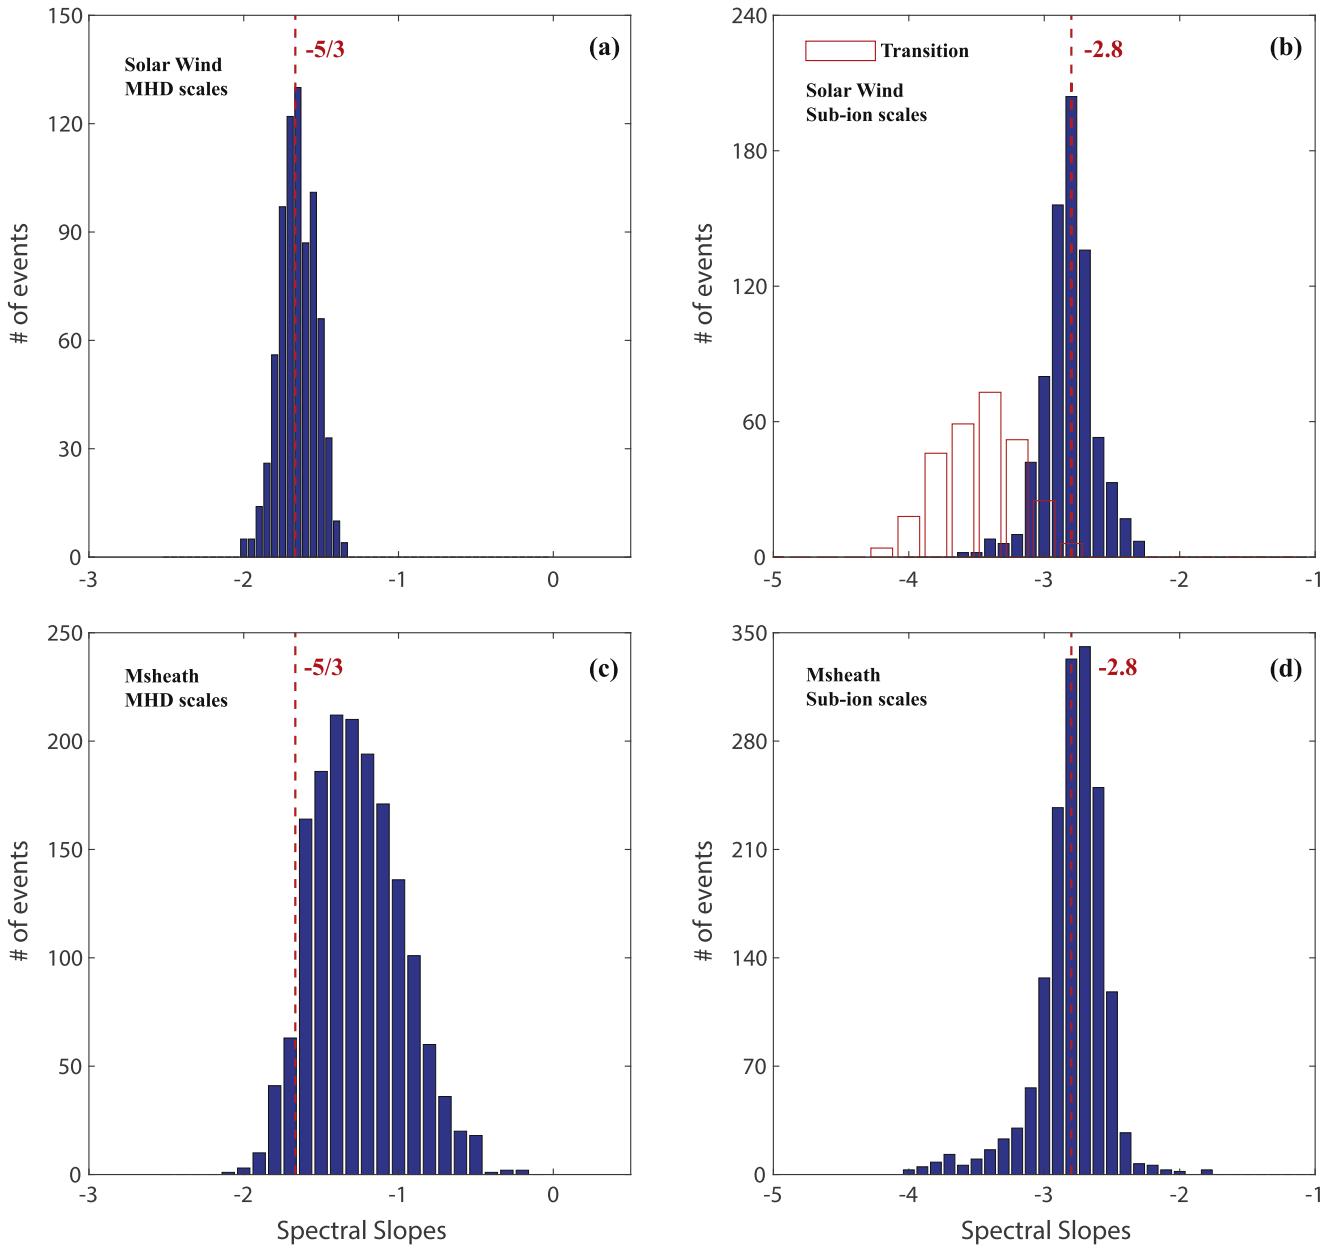 150
120
90
60
30
0
-3
-2
-1
0
# of events
Solar Wind
MHD scales
-5/3
(a)
240
180
120
60
0
-5
-4
-3
-2
-1
# of events
Transition
Solar Wind
Sub-ion scales
-2.8
(b)
250
200
150
100
50
0
-3
-2
-1
0
# of events
Spectral Slopes
Msheath
MHD scales
-5/3
(c)
350
280
210
140
70
0
-5
-4
-3
-2
-1
# of events
Spectral Slopes
Msheath
Sub-ion scales
-2.8
(d)